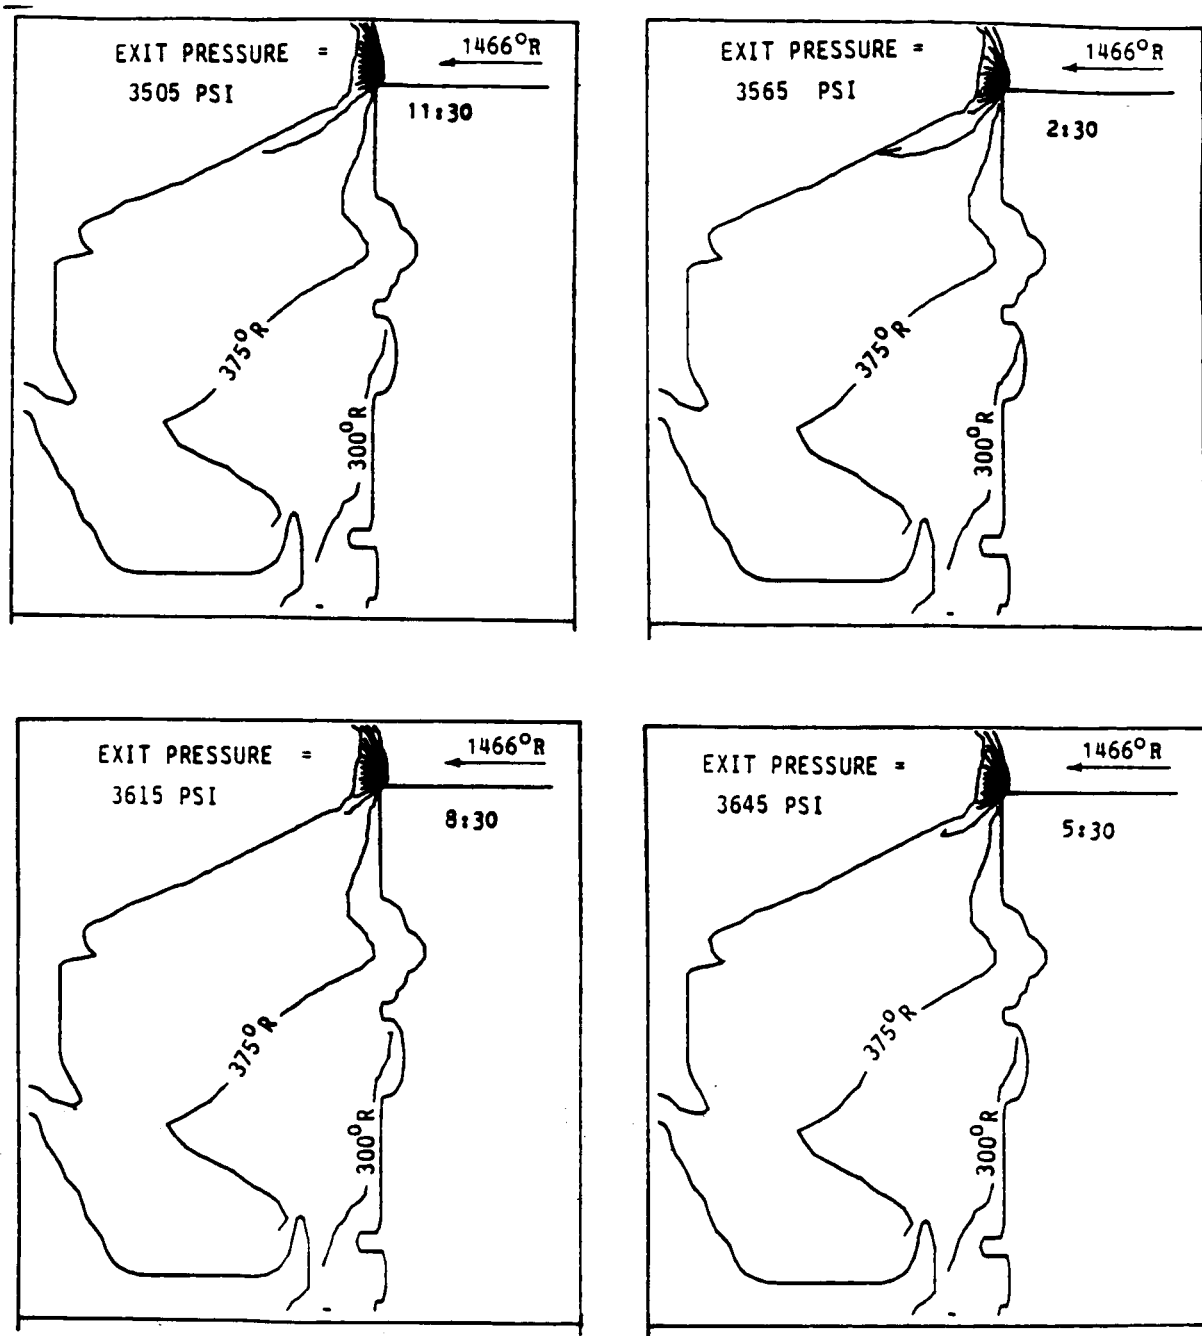 EXIT PRESSURE =
3505 PSI
1466°R
11:30
375°R
300°R
EXIT PRESSURE =
3565 PSI
1466°R
2:30
375°R
300°R
EXIT PRESSURE =
3615 PSI
1466°R
8:30
375°R
300°R
EXIT PRESSURE =
3645 PSI
1466°R
5:30
375°R
300°R